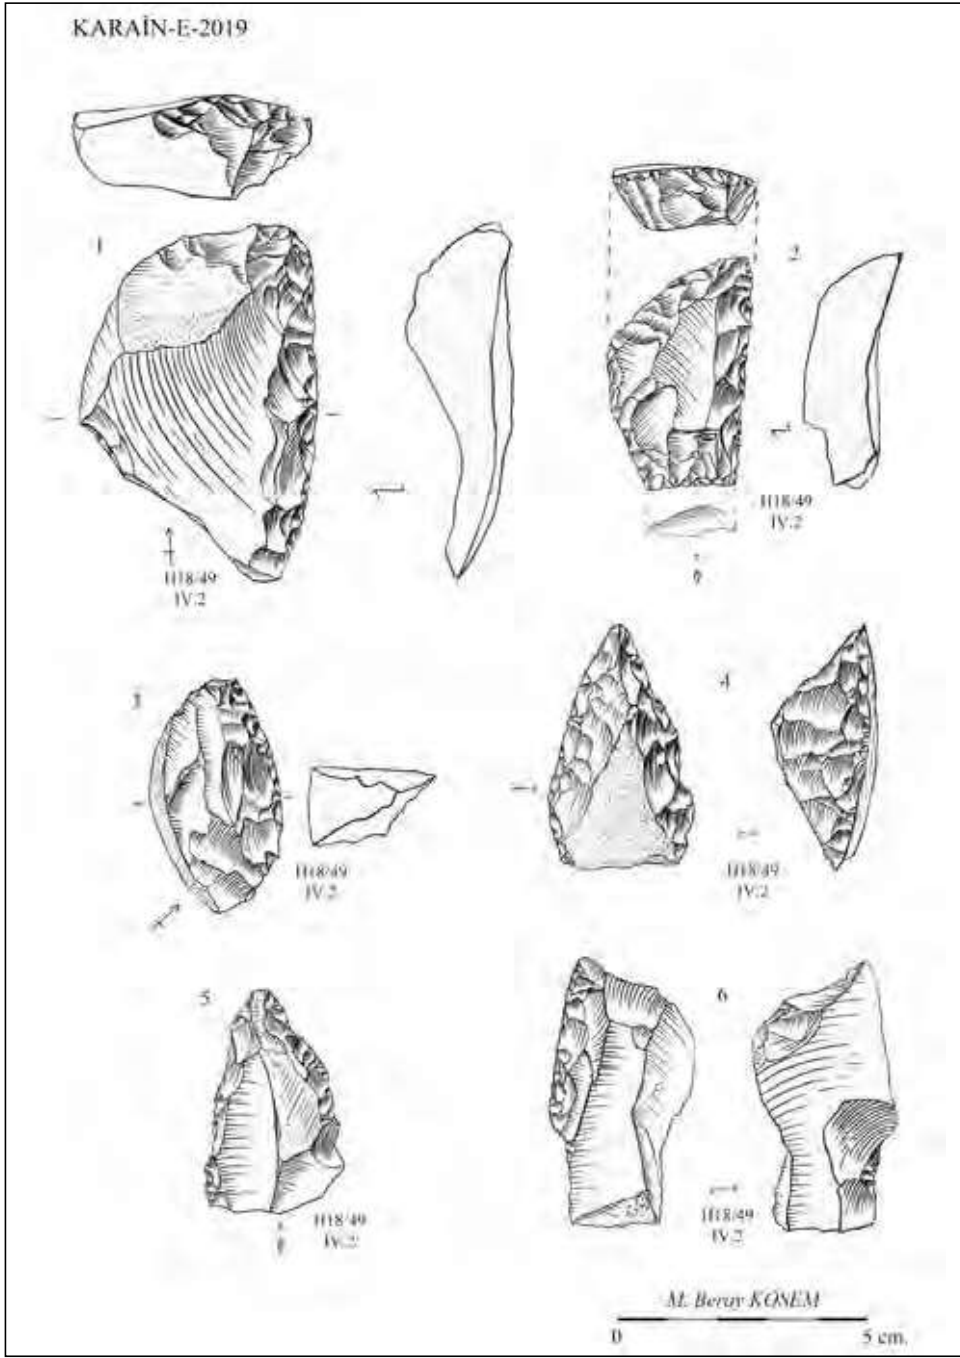 KARAİN-E-2019
1
H18/49
IV.2
2
H18/49
IV.2
3
H18/49
IV.2
4
H18/49
IV.2
5
H18/49
IV.2
6
H18/49
IV.2
M. Beray KÖSEM
0 5 cm.